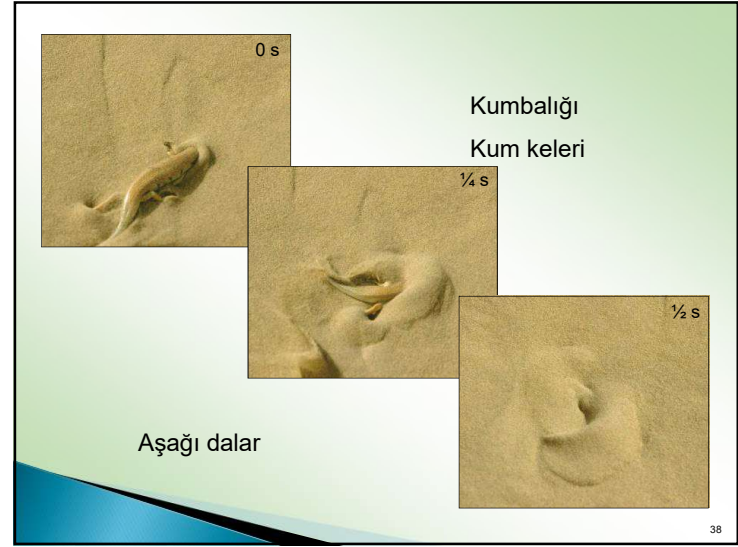 0 s
Kumbalığı
Kum keleri
¼ s
½ s
Aşağı dalar
38